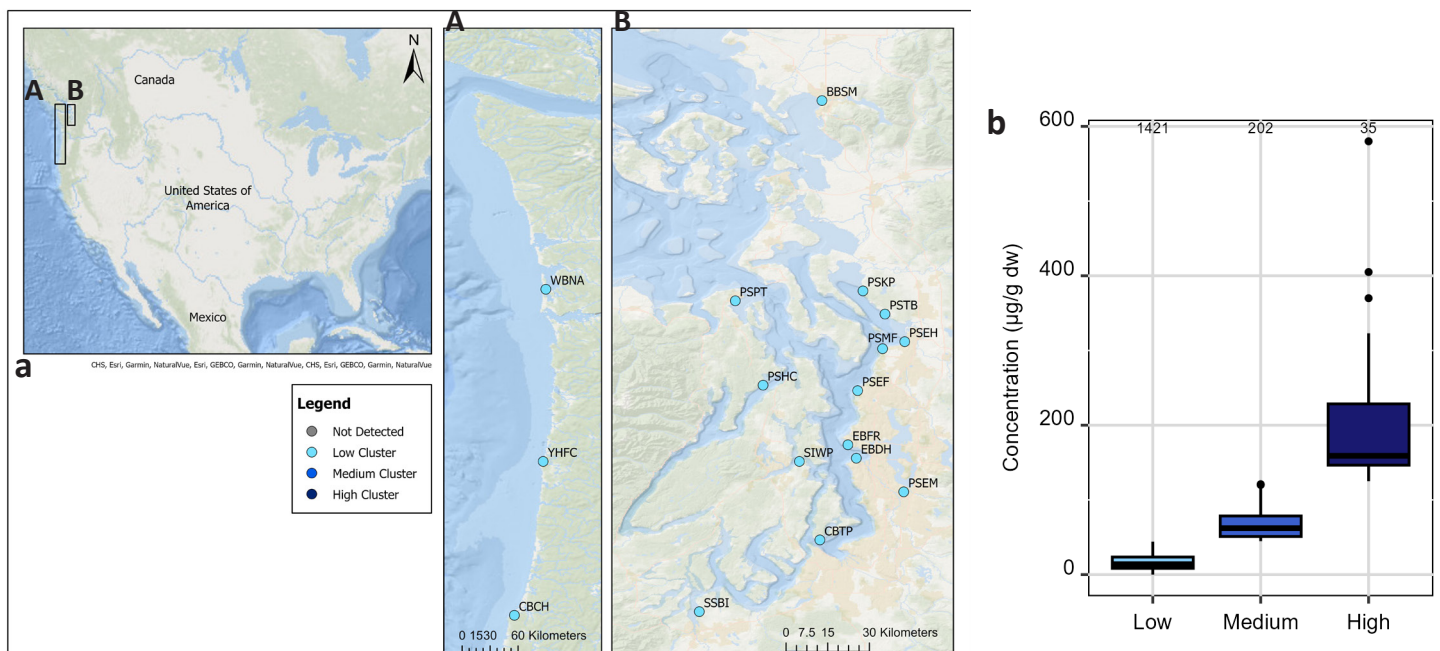 A
B
N
Canada
A
B
United States of
America
Mexico
a
CHS, Esri, Garmin, NaturalVue, Esri, GEBCO, Garmin, NaturalVue, CHS, Esri, GEBCO, Garmin, NaturalVue
Legend
Not Detected
Low Cluster
Medium Cluster
High Cluster
WBNA
YHFC
CBCH
0 1530 60 Kilometers
BBSM
PSKP
PSPT
PSTB
PSEH
PSMF
PSHC
PSEF
EBFR
EBDH
SIWP
PSEM
CBTP
SSBI
0 7.5 15 30 Kilometers
b
1421 202 35
600
400
200
0
Concentration (µg/g dw)
Low Medium High